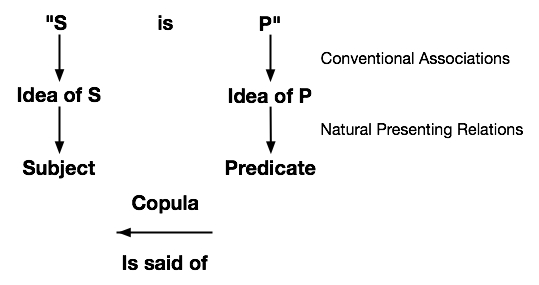 "S is P"
Conventional Associations
Idea of S Idea of P
Natural Presenting Relations
Subject Predicate
Copula
Is said of